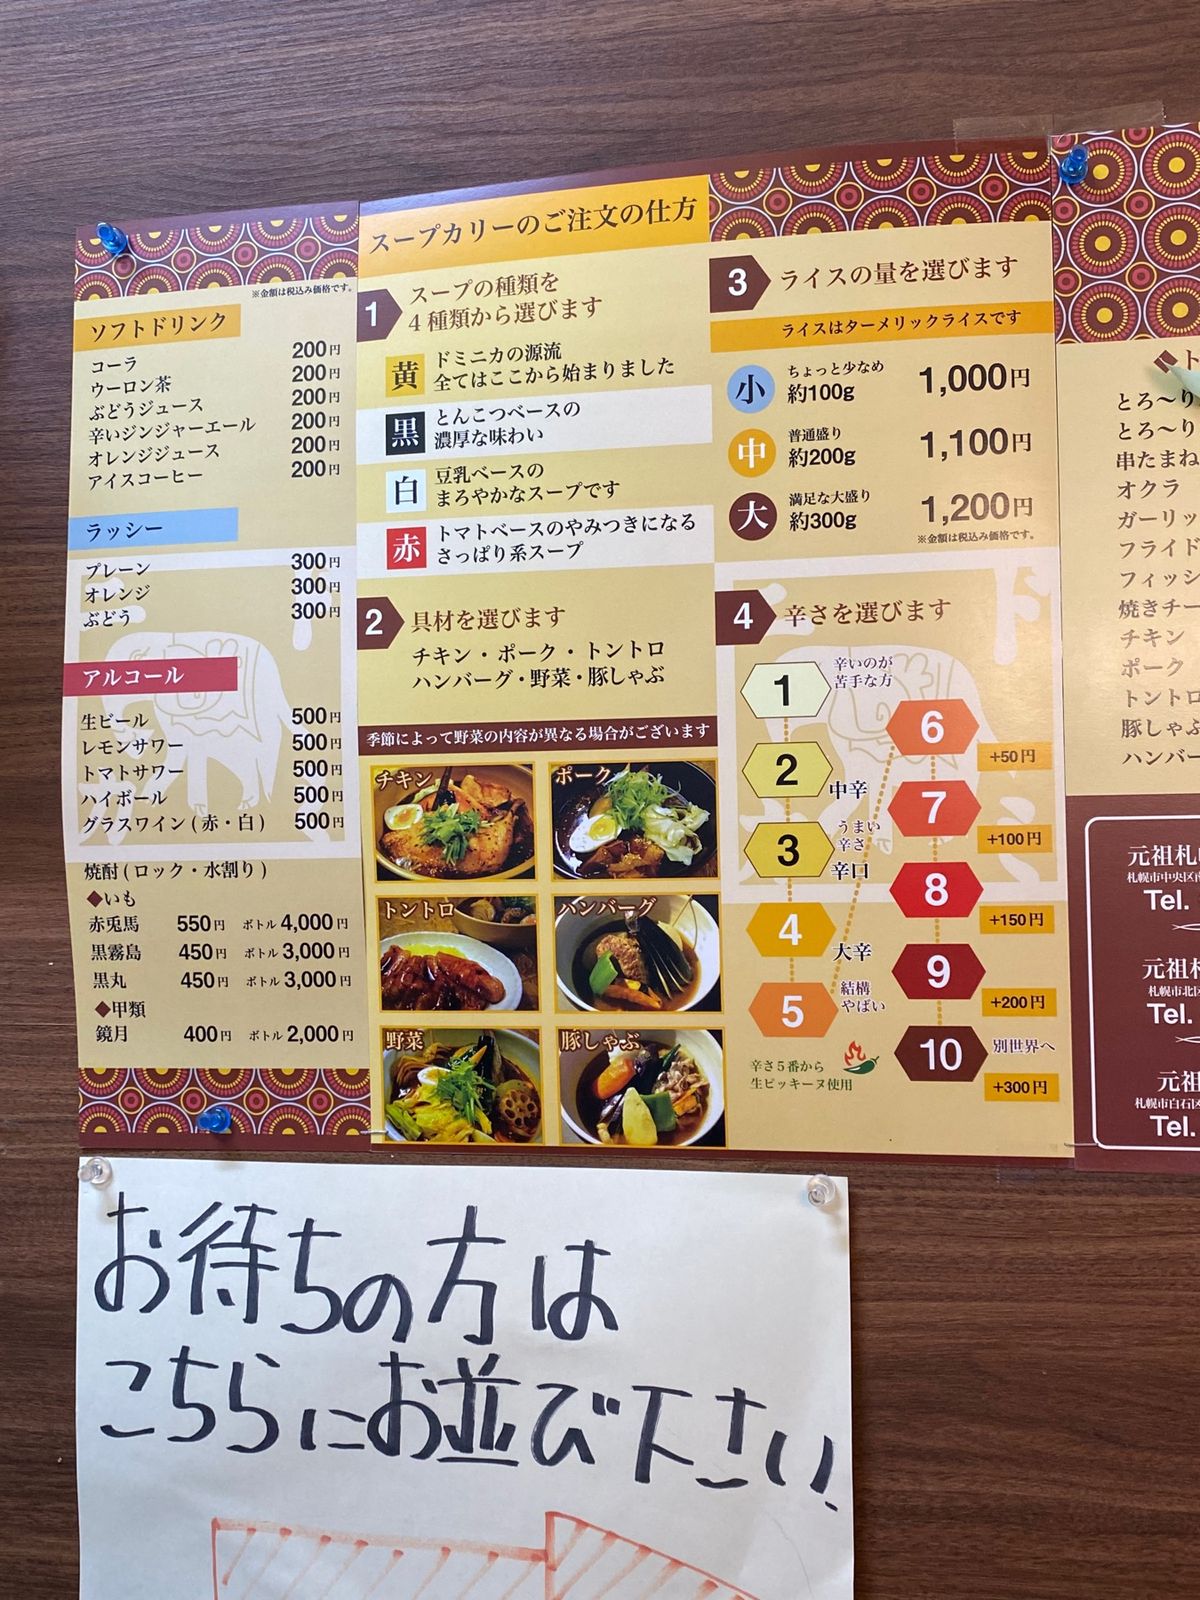 ※金額は税込み価格です。
ソフトドリンク
コーラ 200円
ウーロン茶 200円
ぶどうジュース 200円
辛いジンジャーエール 200円
オレンジジュース 200円
アイスコーヒー 200円
ラッシー
プレーン 300円
オレンジ 300円
ぶどう 300円
アルコール
生ビール 500円
レモンサワー 500円
トマトサワー 500円
ハイボール 500円
グラスワイン(赤・白) 500円
焼酎(ロック・水割り)
◆いも
赤兎馬 550円 ボトル4,000円
黒霧島 450円 ボトル3,000円
黒丸 450円 ボトル3,000円
◆甲類
鏡月 400円 ボトル2,000円
スープカリーのご注文の仕方
1 スープの種類を
4種類から選びます
黄 ドミニカの源流
全てはここから始まりました
黒 とんこつベースの
濃厚な味わい
白 豆乳ベースの
まろやかなスープです
赤 トマトベースのやみつきになる
さっぱり系スープ
2 具材を選びます
チキン・ポーク・トントロ
ハンバーグ・野菜・豚しゃぶ
季節によって野菜の内容が異なる場合がございます
チキン ポーク
トントロ ハンバーグ
野菜 豚しゃぶ
3 ライスの量を選びます
ライスはターメリックライスです
小 ちょっと少なめ
約100g 1,000円
中 普通盛り
約200g 1,100円
大 満足な大盛り
約300g 1,200円
※金額は税込み価格です。
4 辛さを選びます
1 辛いのが
苦手な方
2 中辛
3 うまい
辛さ
辛口
4 大辛
5 結構
やばい
辛さ5番から
生ピッキーヌ使用
6 +50円
7 +100円
8 +150円
9 +200円
10 別世界へ
+300円
◆ト
とろ〜り
とろ〜り
串たまね
オクラ
ガーリッ
フライド
フィッシ
焼きチー
チキン
ポーク
トントロ
豚しゃぶ
ハンバー
元祖札
札幌市中央区南
Tel.
元祖札
札幌市北区
Tel.
元祖
札幌市白石区
Tel.
お待ちの方は
こちらにお並び下さい。